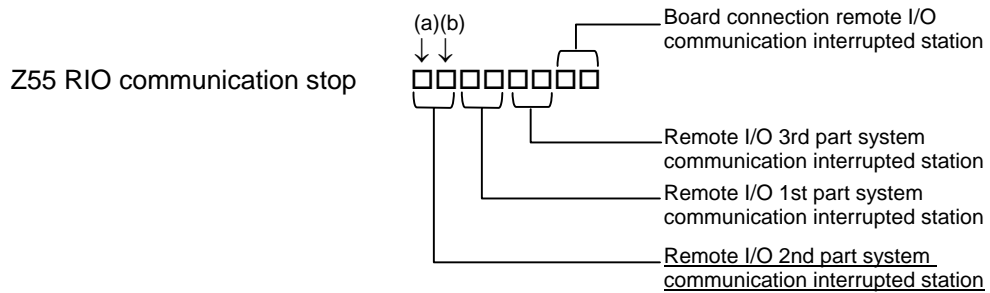 (a)(b)
Board connection remote I/O
communication interrupted station
↓ ↓
Z55 RIO communication stop □□□□□□□□
Remote I/O 3rd part system
communication interrupted station
Remote I/O 1st part system
communication interrupted station
Remote I/O 2nd part system
communication interrupted station